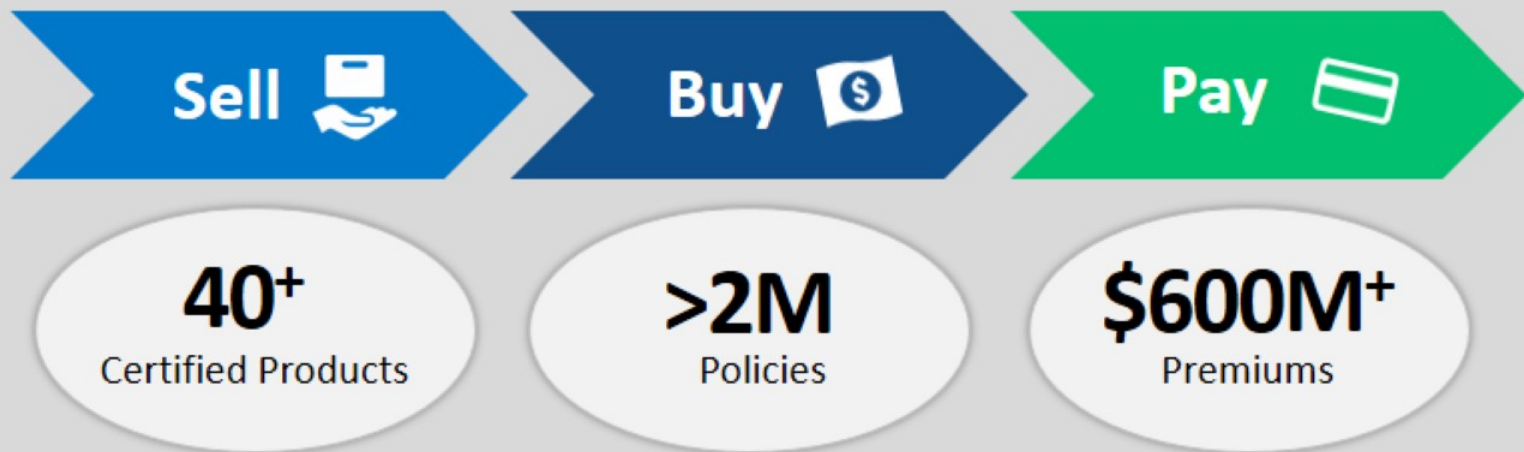 Sell
Buy
Pay
40+
Certified Products
>2M
Policies
$600M+
Premiums